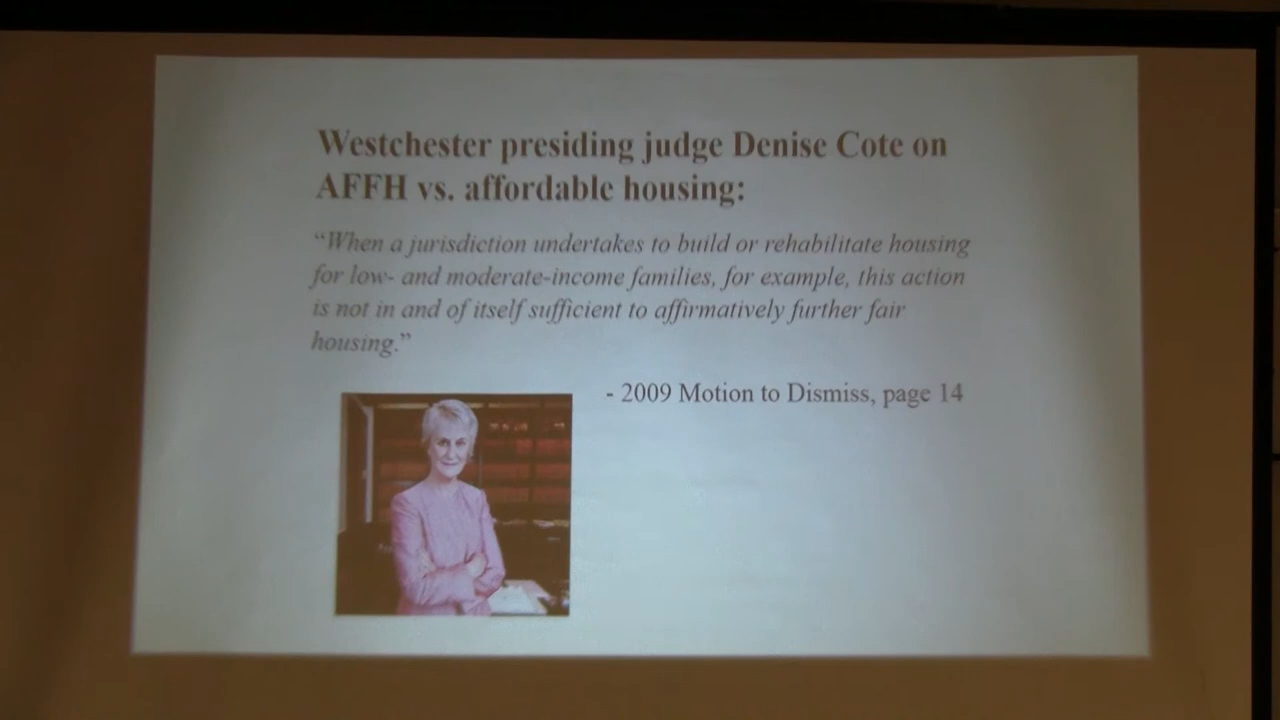 Westchester presiding judge Denise Cote on
AFFH vs. affordable housing:
“When a jurisdiction undertakes to build or rehabilitate housing
for low- and moderate-income families, for example, this action
is not in and of itself sufficient to affirmatively further fair
housing.”
- 2009 Motion to Dismiss, page 14